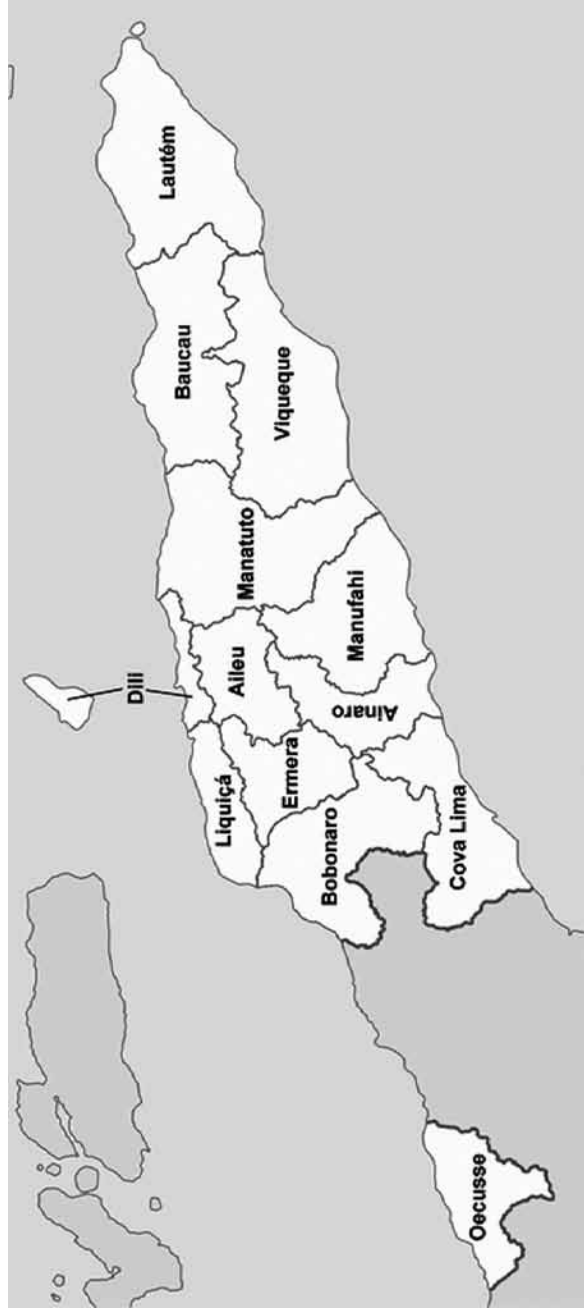 Lautém
Baucau
Viqueque
Manatuto
Dili
Aileu
Manufahi
Liquiçá
Ermera
Ainaro
Bobonaro
Cova Lima
Oecusse